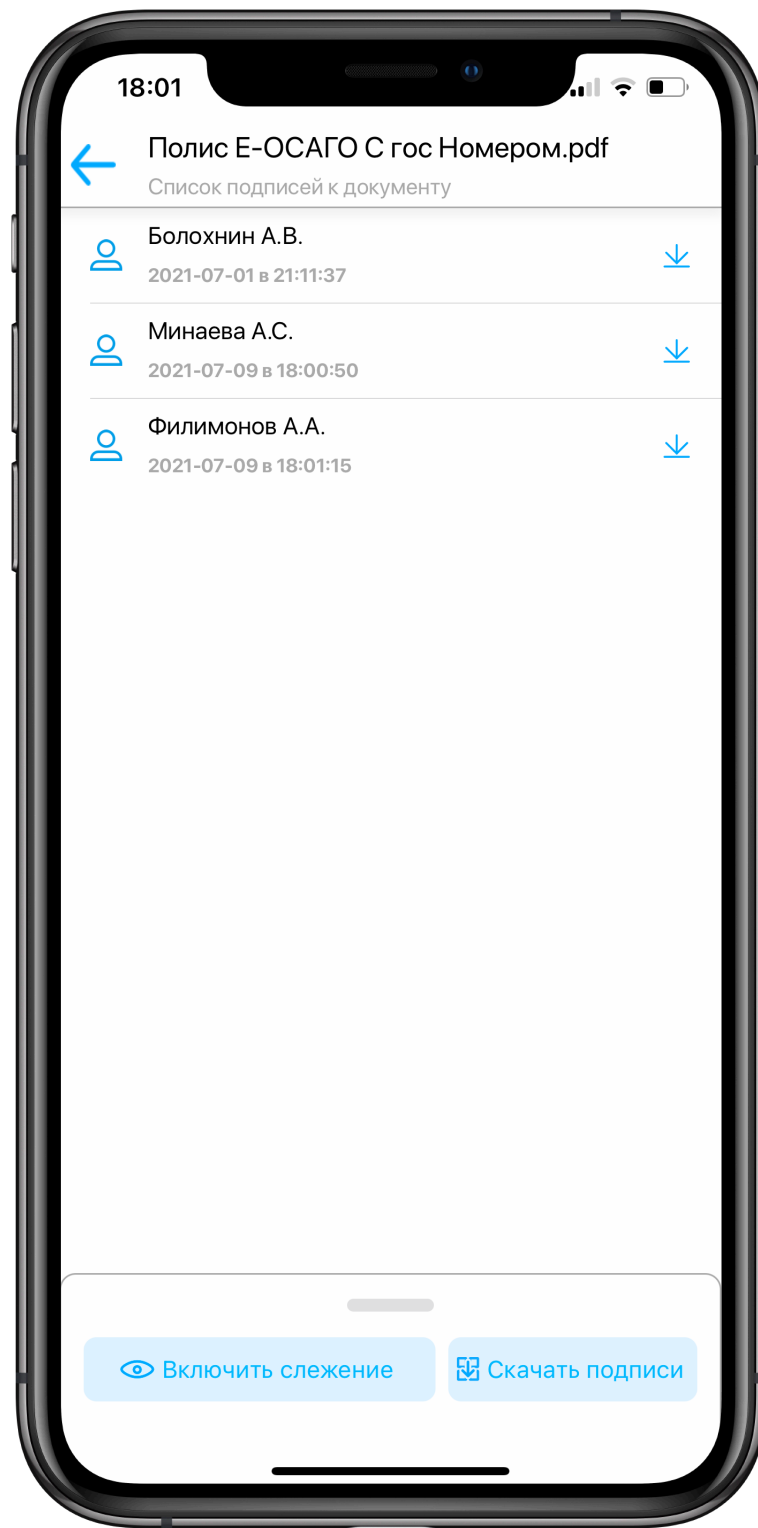 18:01
Полис Е-ОСАГО С гос Номером.pdf
Список подписей к документу
Болохнин А.В.
2021-07-01 в 21:11:37
Минаева А.С.
2021-07-09 в 18:00:50
Филимонов А.А.
2021-07-09 в 18:01:15
Включить слежение
Скачать подписи